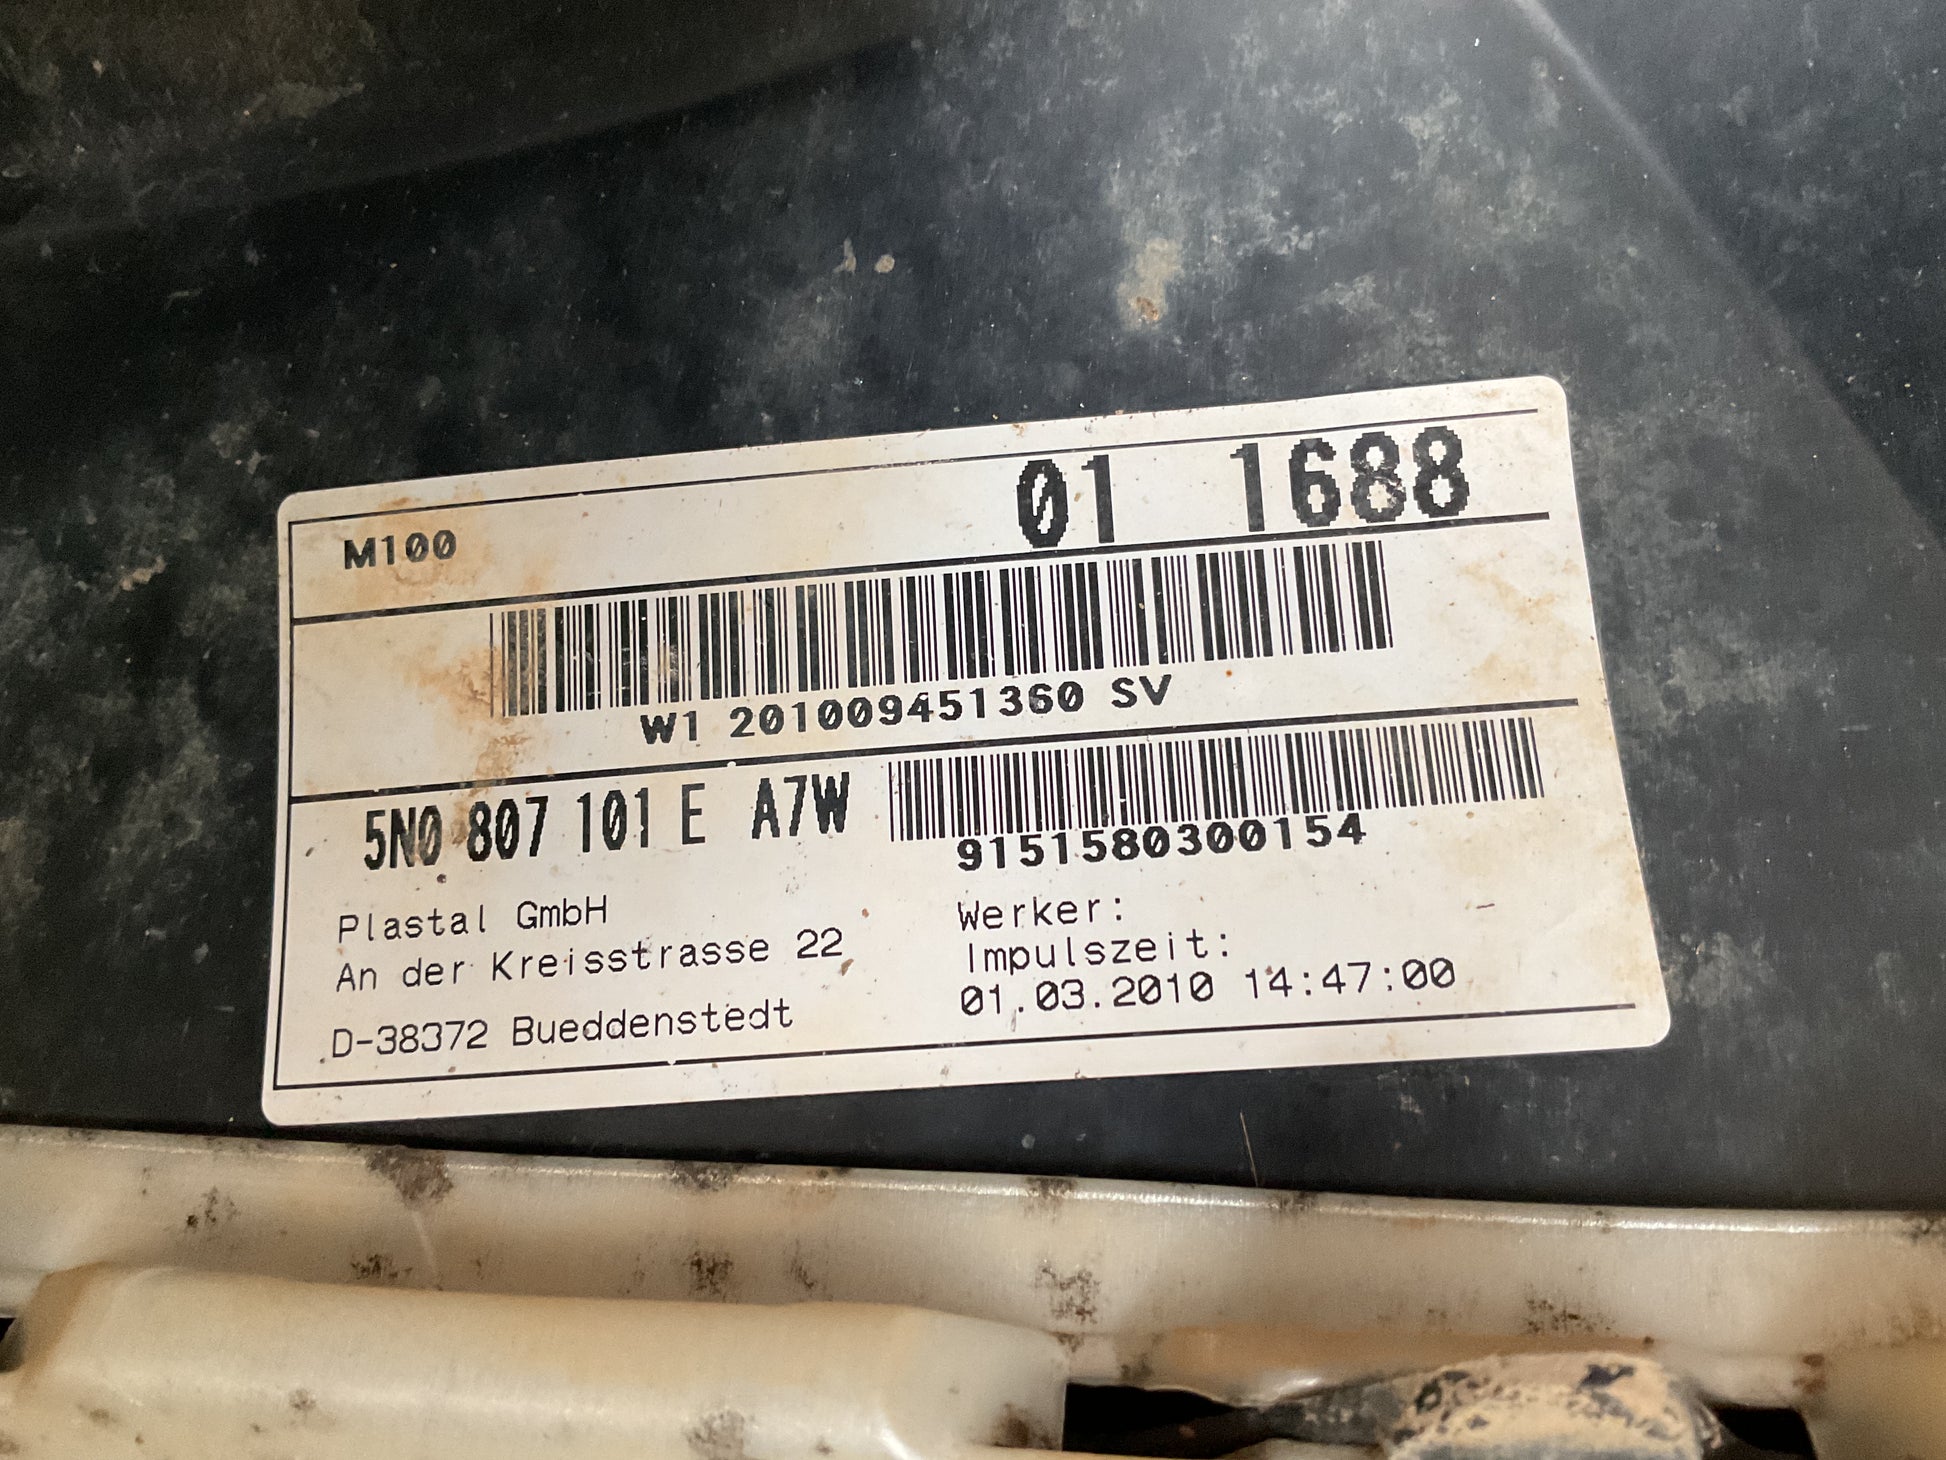 M100 01 1688
W1 201009451360 SV
5N0 807 101 E A7W
9151580300154
Plastal GmbH
An der Kreisstrasse 22
D-38372 Bueddenstedt
Werker:
Impulszeit:
01.03.2010 14:47:00